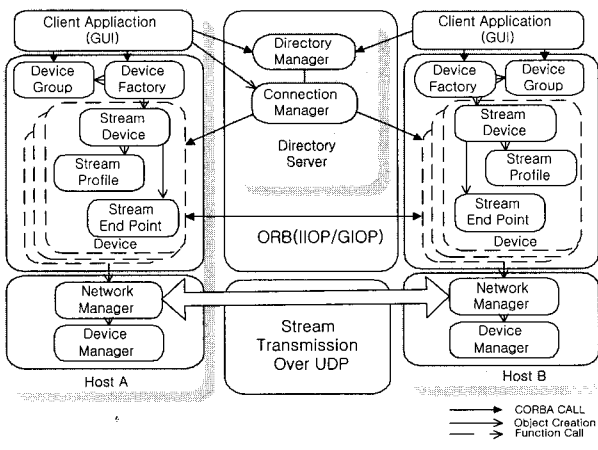 Client Appliaction
(GUI)
Device
Group
Device
Factory
Stream
Device
Stream
Profile
Stream
End Point
Device
Network
Manager
Device
Manager
Host A
Directory
Manager
Connection
Manager
Directory
Server
ORB(IIOP/GIOP)
Stream
Transmission
Over UDP
Client Application
(GUI)
Device
Factory
Device
Group
Stream
Device
Stream
Profile
Stream
End Point
Device
Network
Manager
Device
Manager
Host B
CORBA CALL
Object Creation
Function Call